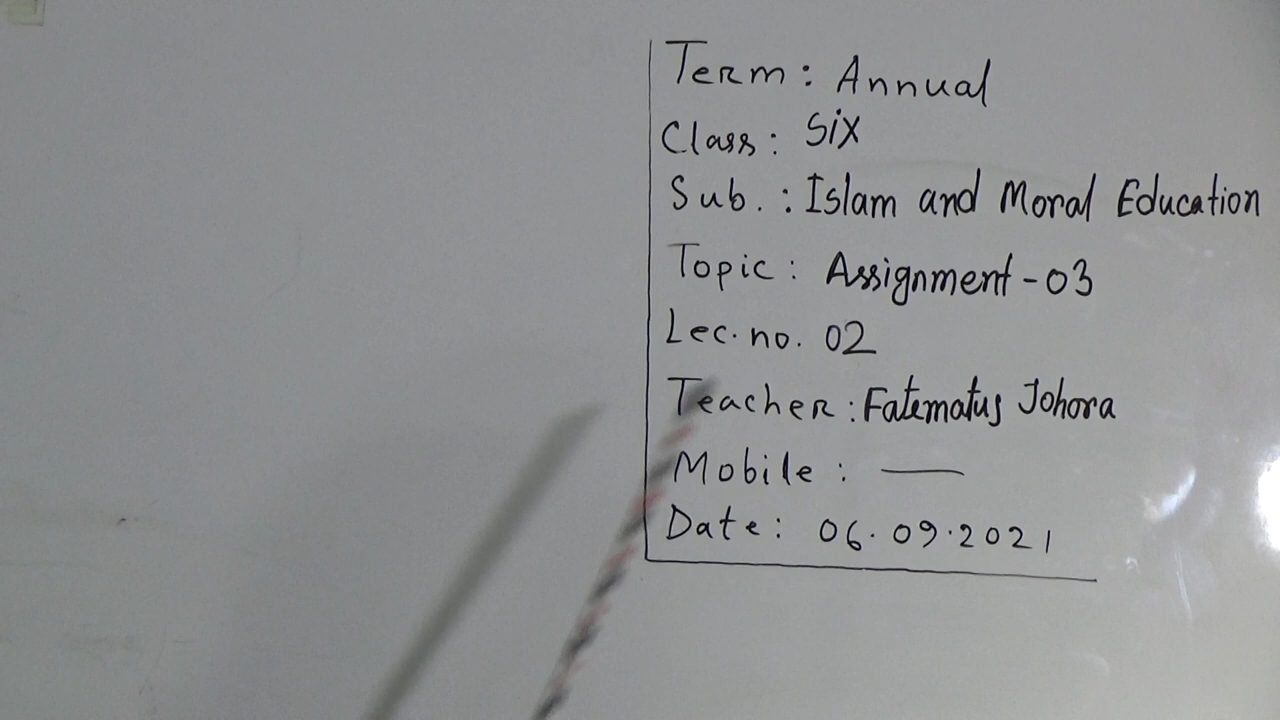 Term: Annual
Class: Six
Sub.: Islam and Moral Education
Topic: Assignment-03
Lec. no. 02
Teacher: Fatematus Johora
Mobile: —
Date: 06.09.2021